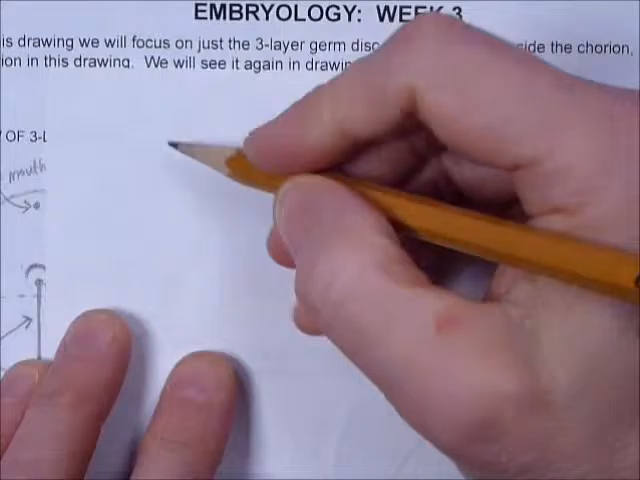 EMBRYOLOGY: WEEK 3
is drawing we will focus on just the 3-layer germ disc side the chorion,
ion in this drawing. We will see it again in drawin
OF 3-L
mouth